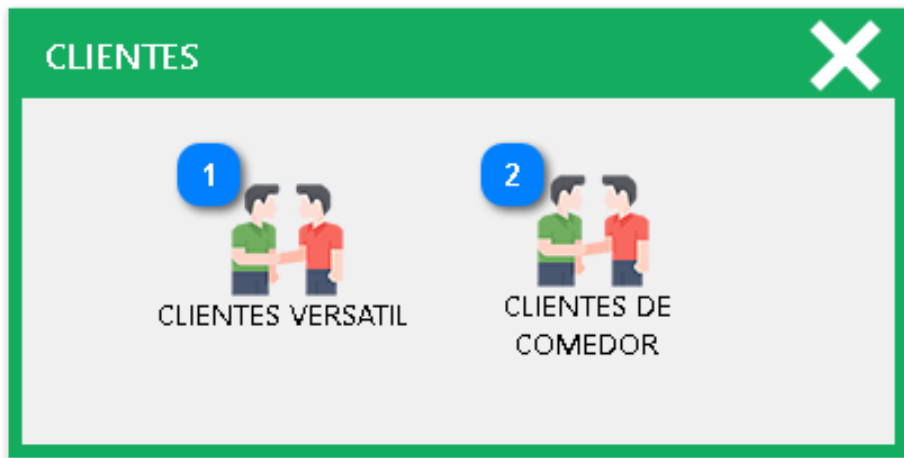 CLIENTES
1
2
CLIENTES VERSATIL
CLIENTES DE
COMEDOR